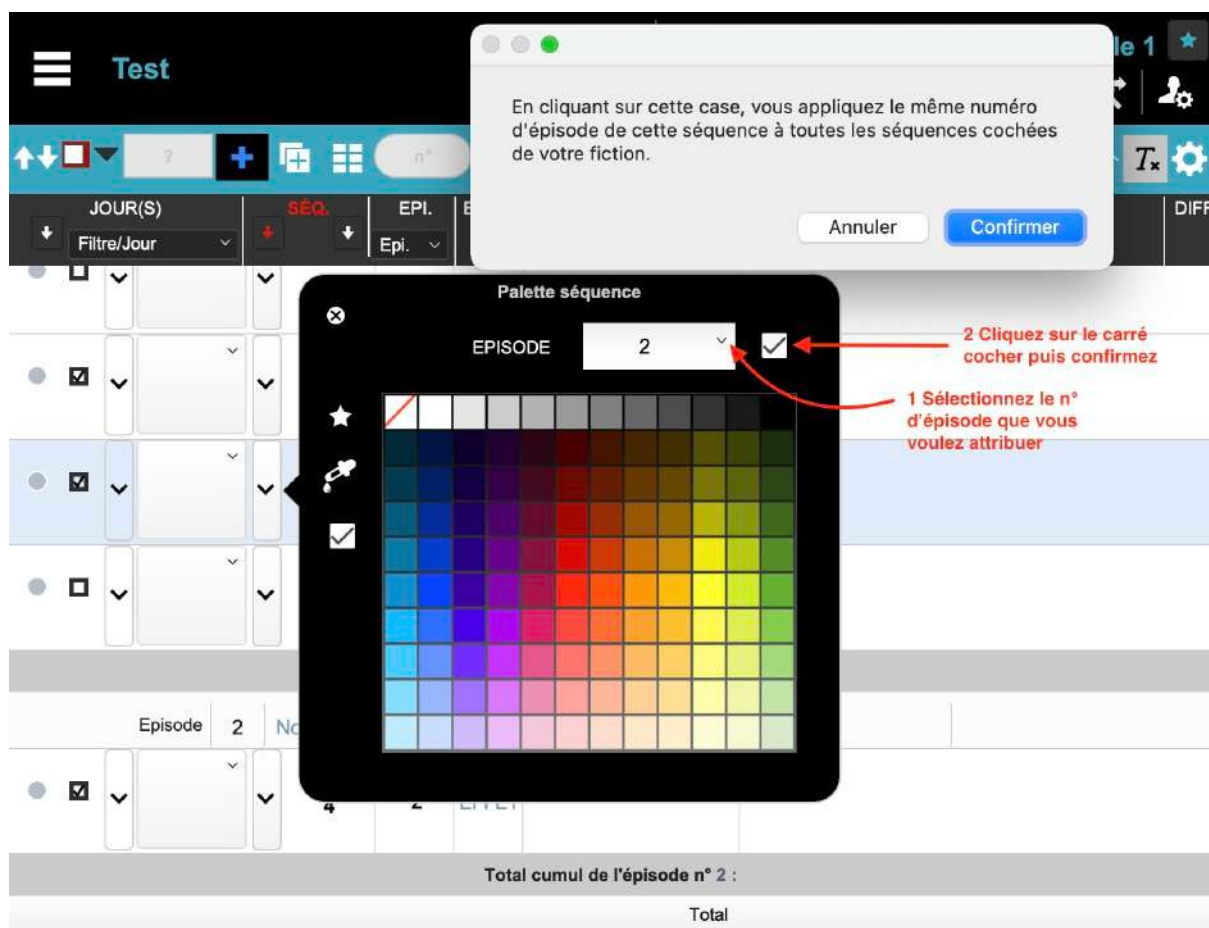 Test
le 1
En cliquant sur cette case, vous appliquez le même numéro
d'épisode de cette séquence à toutes les séquences cochées
de votre fiction.
Annuler
Confirmer
?
n°
JOUR(S)
SÉQ.
EPI.
E
DIFF
Filtre/Jour
Epi.
Palette séquence
EPISODE
2
2 Cliquez sur le carré
cocher puis confirmez
1 Sélectionnez le n°
d'épisode que vous
voulez attribuer
Episode
2
No
4
2
EFFET
Total cumul de l'épisode n° 2 :
Total